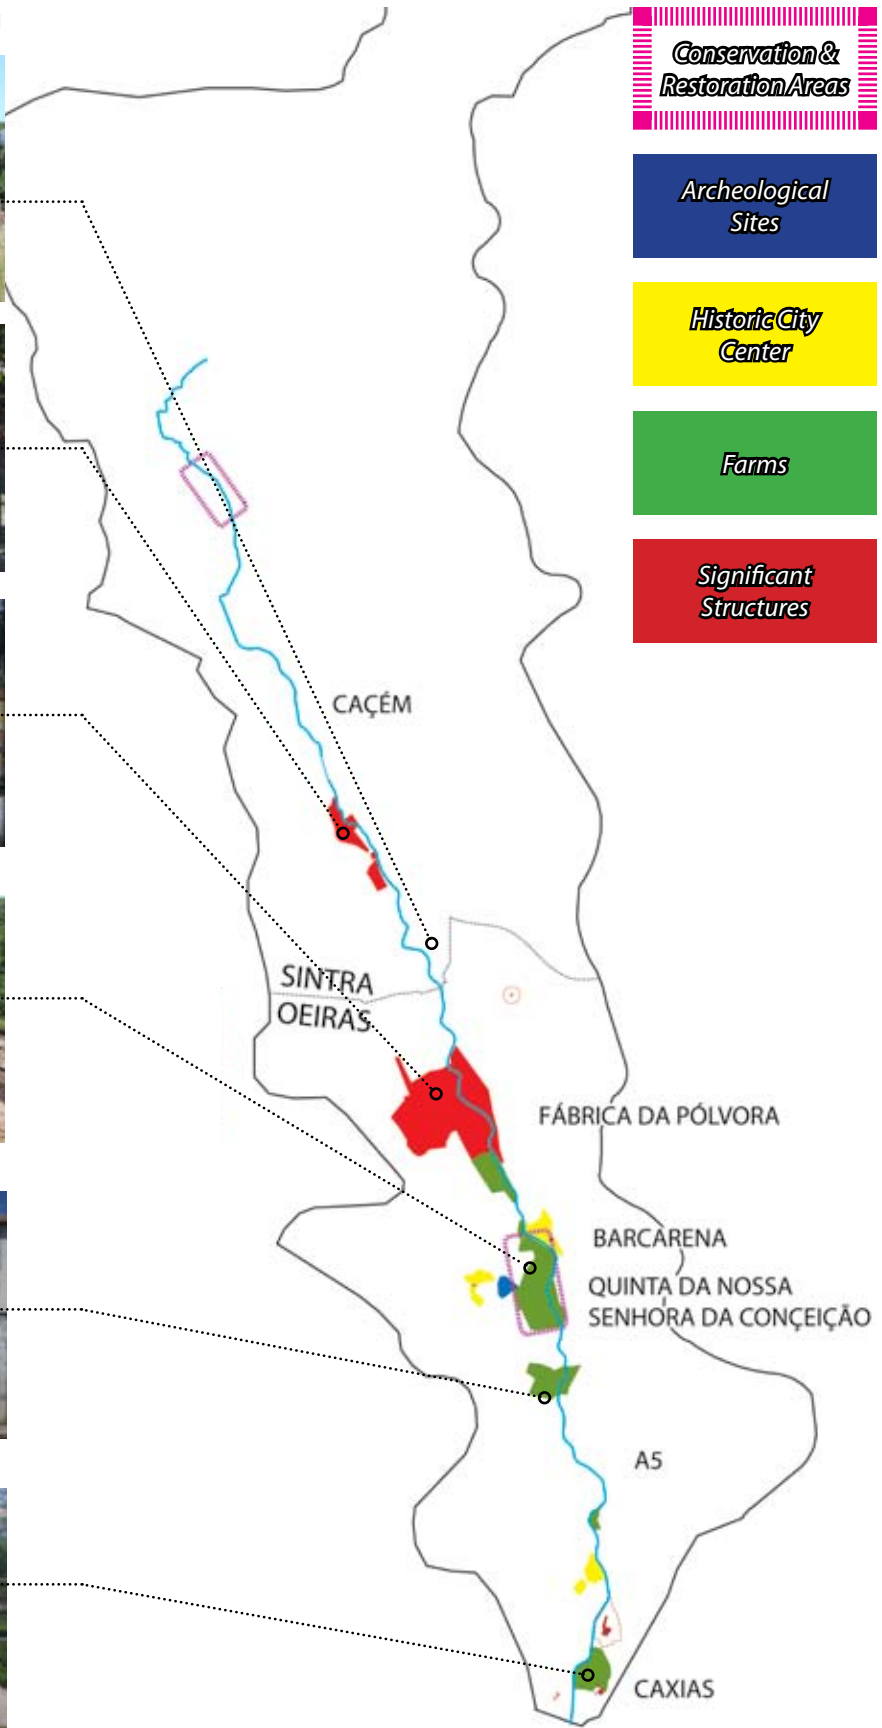 Conservation &
Restoration Areas
Archeological
Sites
Historic City
Center
Farms
Significant
Structures
CAÇÉM
SINTRA
OEIRAS
FÁBRICA DA PÓLVORA
BARCARENA
QUINTA DA NOSSA
SENHORA DA CONÇEIÇÃO
A5
CAXIAS